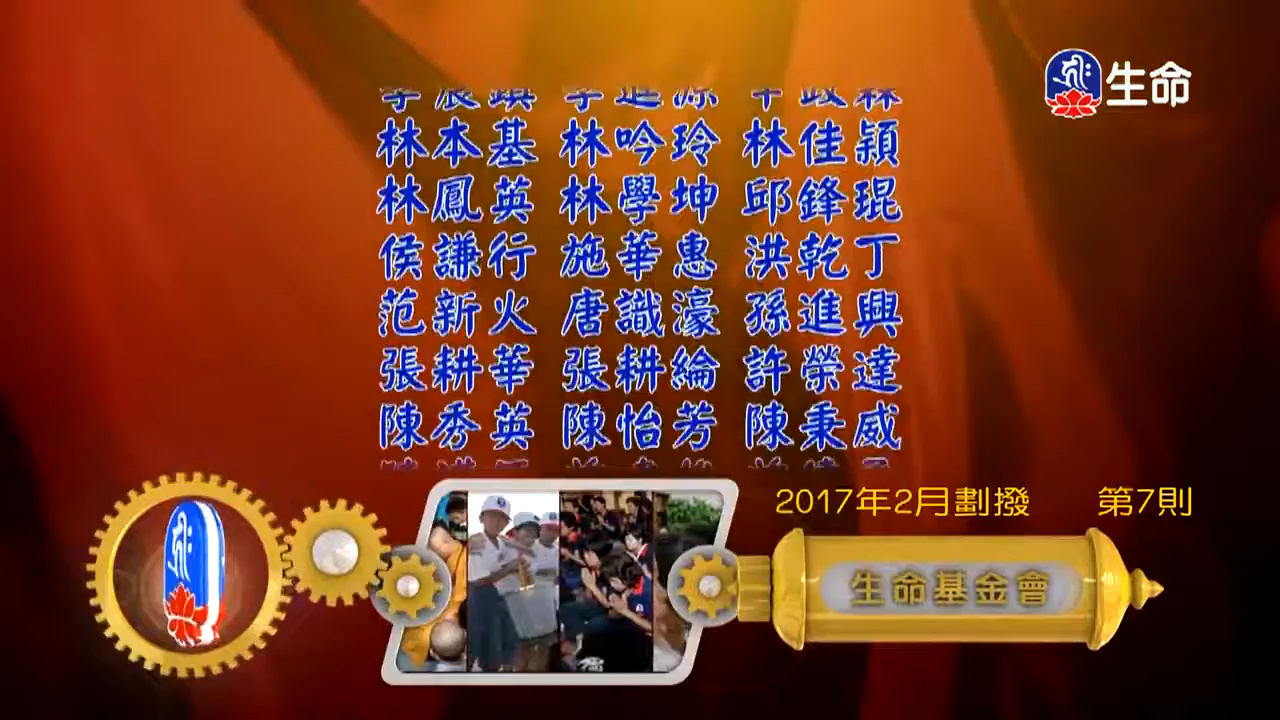 生命
林本基 林吟玲 林佳穎
林鳳英 林學坤 邱鋒琨
侯謙行 施華惠 洪乾丁
范新火 唐識濠 孫進興
張耕華 張耕綸 許榮達
陳秀英 陳怡芳 陳秉威
2017年2月劃撥 第7則
生命基金會